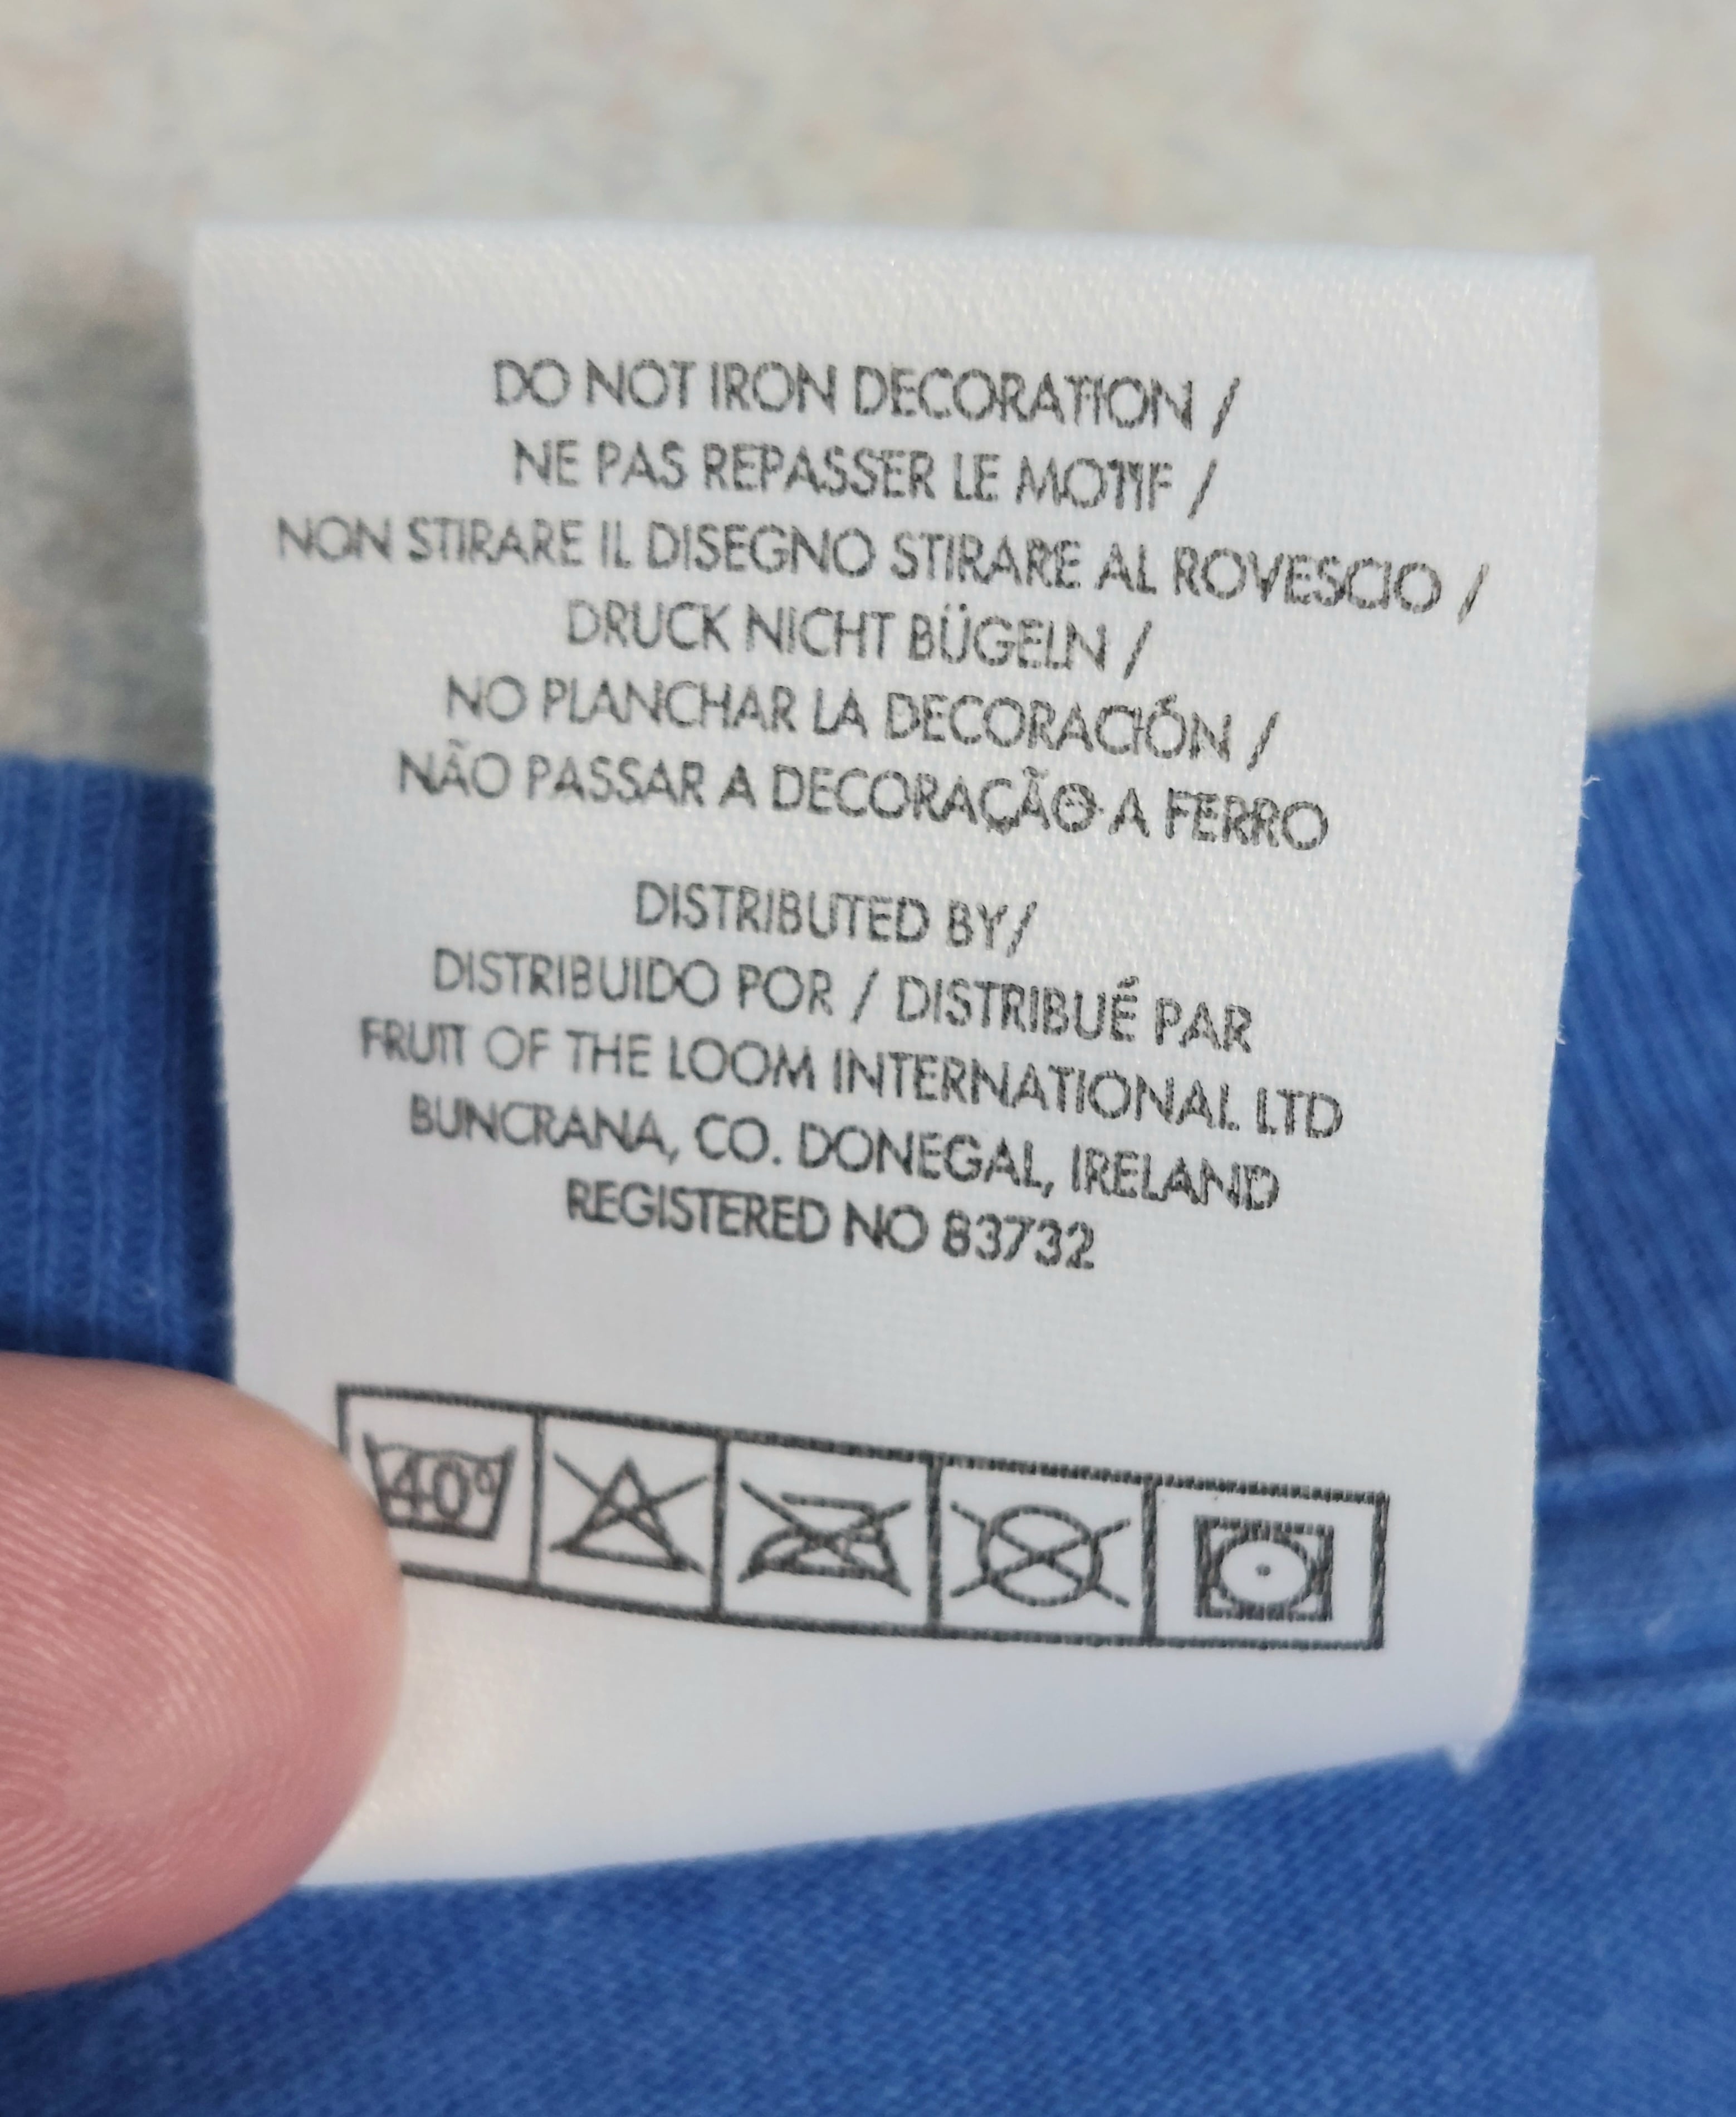 DO NOT IRON DECORATION /
NE PAS REPASSER LE MOTIF /
NON STIRARE IL DISEGNO STIRARE AL ROVESCIO /
DRUCK NICHT BÜGELN /
NO PLANCHAR LA DECORACIÓN /
NÃO PASSAR A DECORAÇÃO A FERRO
DISTRIBUTED BY/
DISTRIBUIDO POR / DISTRIBUÉ PAR
FRUIT OF THE LOOM INTERNATIONAL LTD
BUNCRANA, CO. DONEGAL, IRELAND
REGISTERED NO 83732
40°